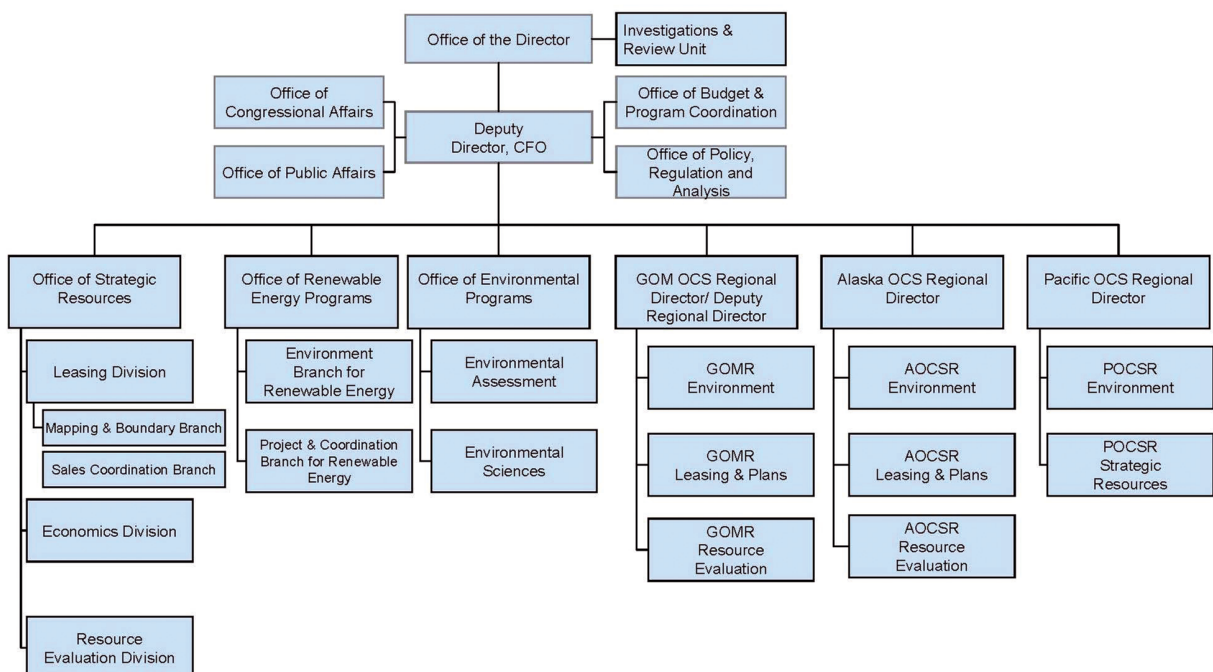 Office of the Director
Investigations &
Review Unit
Office of
Congressional Affairs
Office of Budget &
Program Coordination
Deputy
Director, CFO
Office of Public Affairs
Office of Policy,
Regulation and
Analysis
Office of Strategic
Resources
Office of Renewable
Energy Programs
Office of Environmental
Programs
GOM OCS Regional
Director/ Deputy
Regional Director
Alaska OCS Regional
Director
Pacific OCS Regional
Director
Leasing Division
Mapping & Boundary Branch
Sales Coordination Branch
Economics Division
Resource
Evaluation Division
Environment
Branch for
Renewable Energy
Project & Coordination
Branch for Renewable
Energy
Environmental
Assessment
Environmental
Sciences
GOMR
Environment
GOMR
Leasing & Plans
GOMR
Resource
Evaluation
AOCSR
Environment
AOCSR
Leasing & Plans
AOCSR
Resource
Evaluation
POCSR
Environment
POCSR
Strategic
Resources